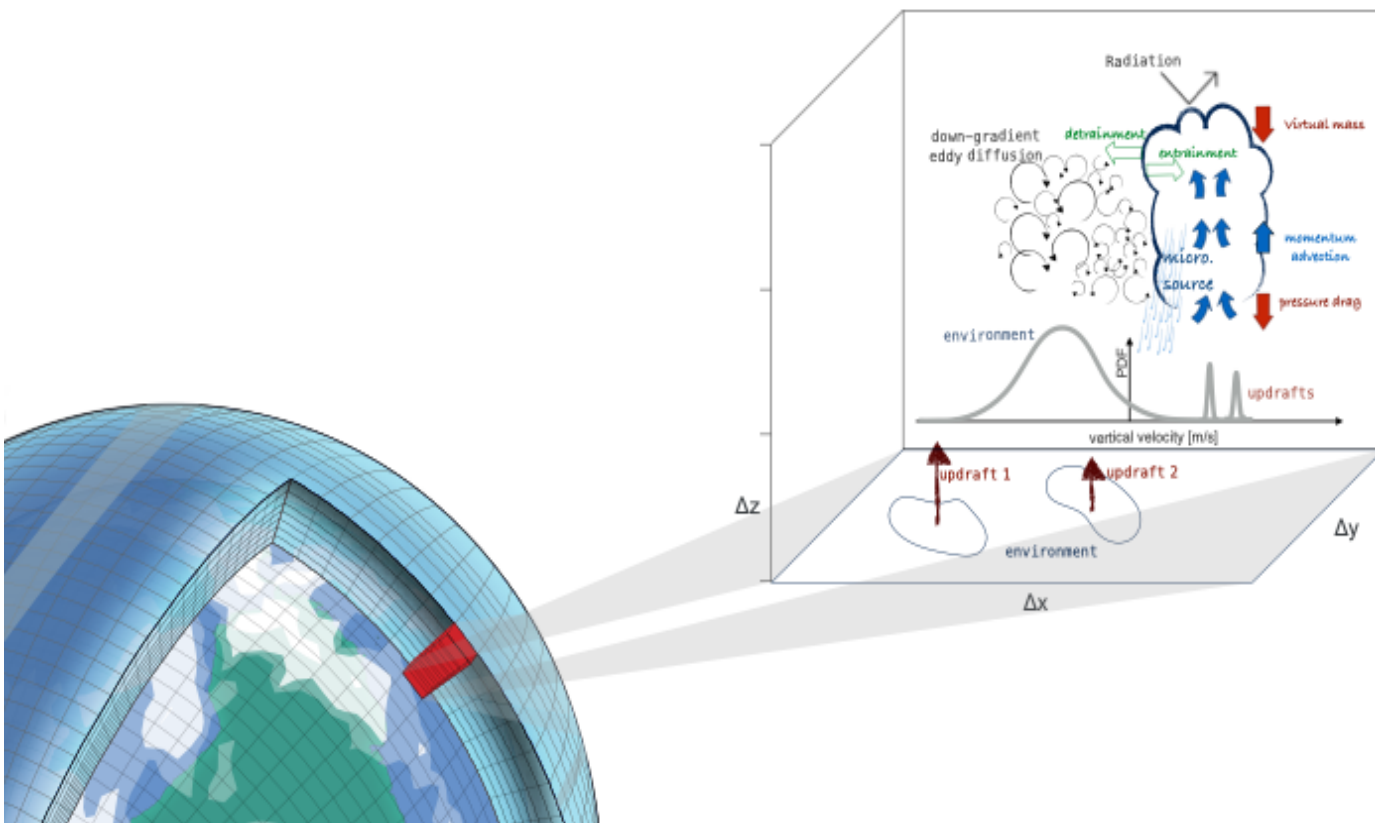 Radiation
Virtual mass
down-gradient
eddy diffusion
detrainment
entrainment
momentum
advection
micro.
source
pressure drag
environment
PDF
updrafts
vertical velocity [m/s]
updraft 1
updraft 2
Δz
environment
Δy
Δx